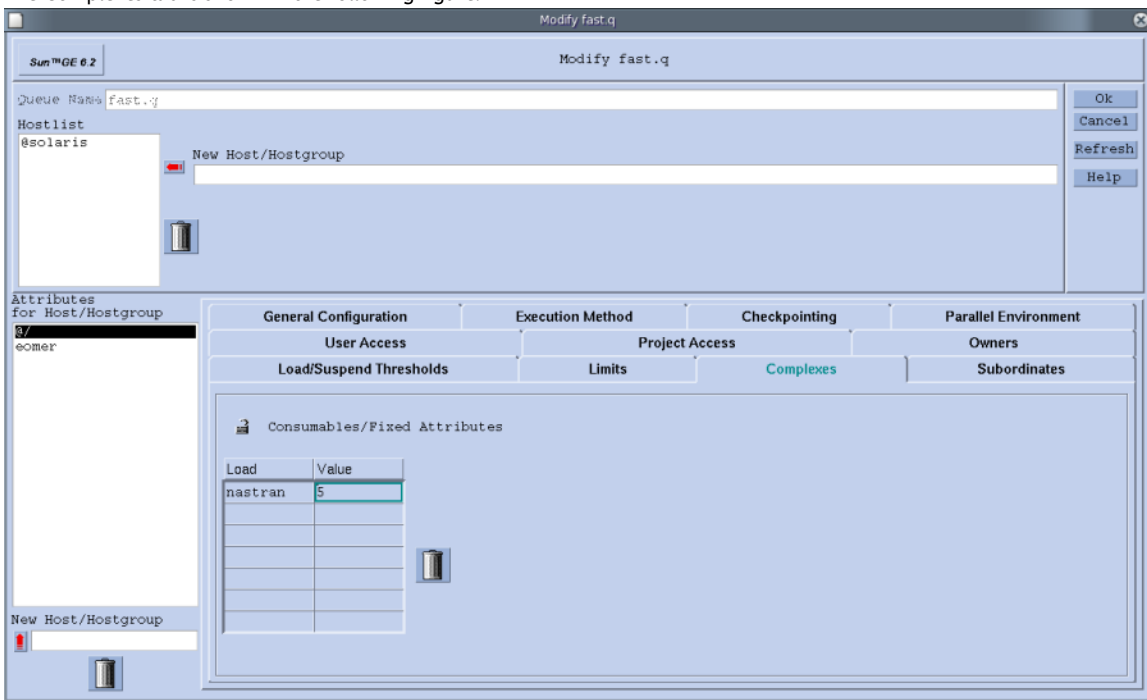 Modify fast.q
Sun™GE 6.2
Modify fast.q
Queue Name fast.q
Hostlist
@solaris
New Host/Hostgroup
Ok
Cancel
Refresh
Help
Attributes
for Host/Hostgroup
@/
eomer
General Configuration
Execution Method
Checkpointing
Parallel Environment
User Access
Project Access
Owners
Load/Suspend Thresholds
Limits
Complexes
Subordinates
Consumables/Fixed Attributes
Load Value
nastran 5
New Host/Hostgroup